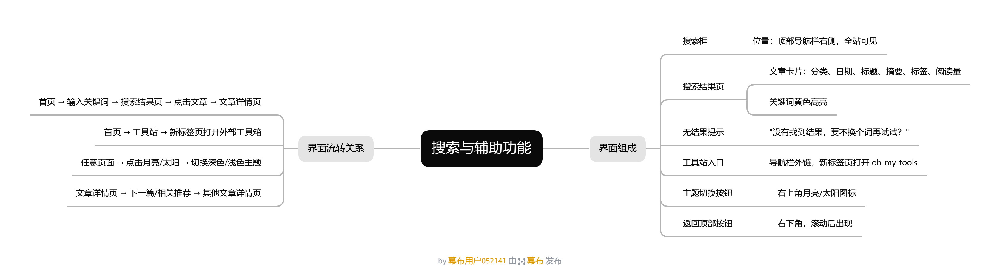 搜索与辅助功能
界面流转关系
首页 → 输入关键词 → 搜索结果页 → 点击文章 → 文章详情页
首页 → 工具站 → 新标签页打开外部工具箱
任意页面 → 点击月亮/太阳 → 切换深色/浅色主题
文章详情页 → 下一篇/相关推荐 → 其他文章详情页
界面组成
搜索框
位置：顶部导航栏右侧，全站可见
搜索结果页
文章卡片：分类、日期、标题、摘要、标签、阅读量
关键词黄色高亮
无结果提示
"没有找到结果，要不换个词再试试？"
工具站入口
导航栏外链，新标签页打开 oh-my-tools
主题切换按钮
右上角月亮/太阳图标
返回顶部按钮
右下角，滚动后出现
by 幕布用户052141 由 幕布 发布